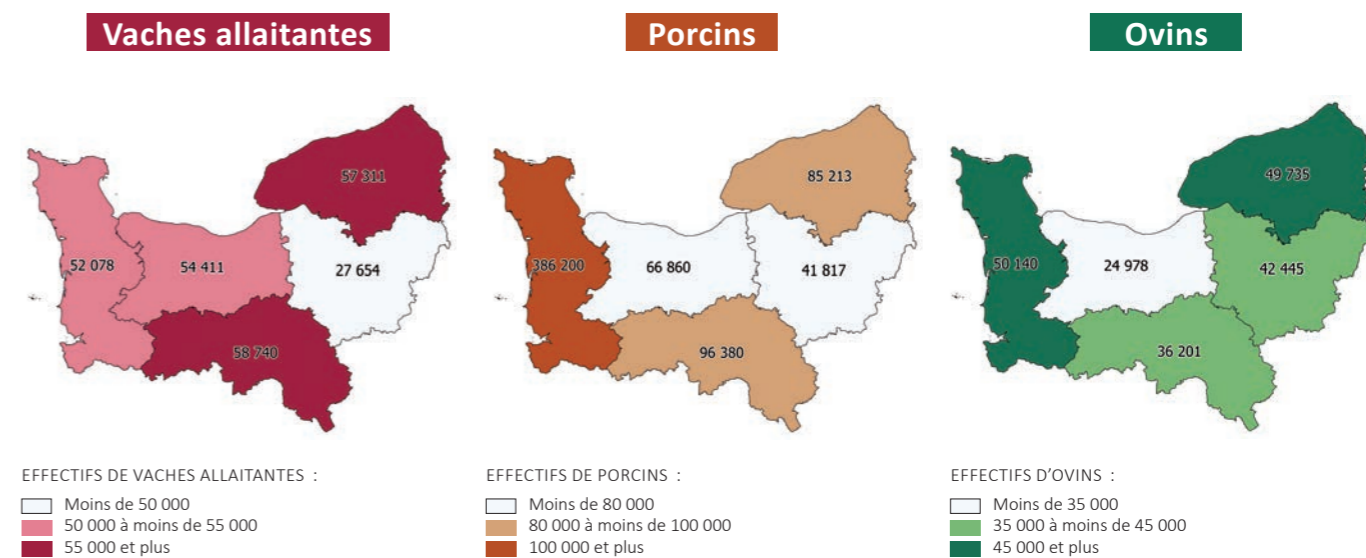 Vaches allaitantes
57 311
52 078
54 411
27 654
58 740
EFFECTIFS DE VACHES ALLAITANTES :
Moins de 50 000
50 000 à moins de 55 000
55 000 et plus
Porcins
85 213
386 200
66 860
41 817
96 380
EFFECTIFS DE PORCINS :
Moins de 80 000
80 000 à moins de 100 000
100 000 et plus
Ovins
49 735
50 140
24 978
42 445
36 201
EFFECTIFS D’OVINS :
Moins de 35 000
35 000 à moins de 45 000
45 000 et plus